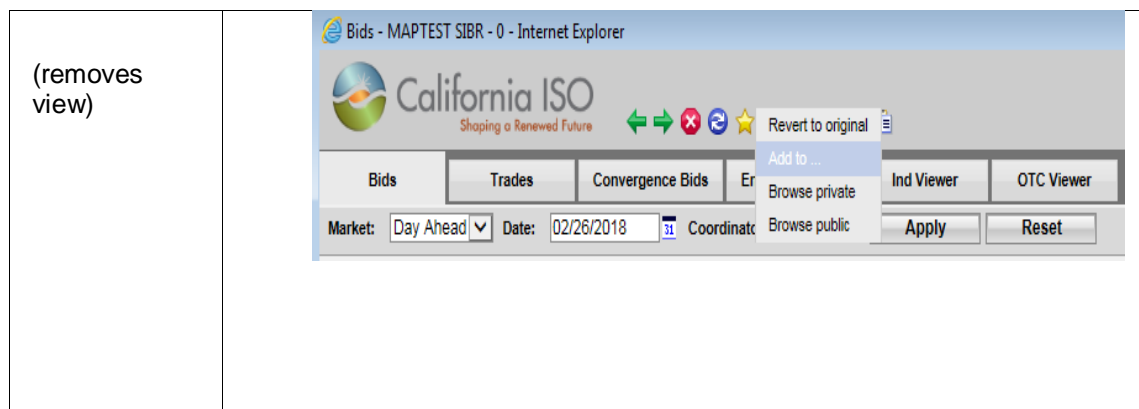 (removes
view)
Bids - MAPTEST SIBR - 0 - Internet Explorer
California ISO
Shaping a Renewed Future
Revert to original
Add to ...
Browse private
Browse public
Bids Trades Convergence Bids Er Ind Viewer OTC Viewer
Market: Day Ahead Date: 02/26/2018 31 Coordinato Apply Reset